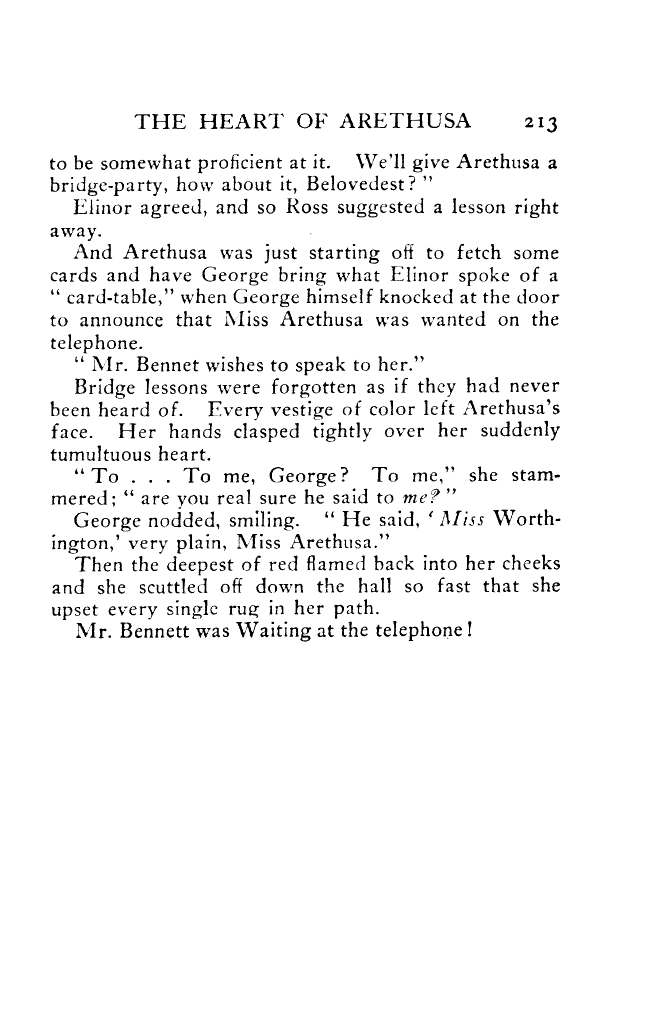 THE HEART OF ARETHUSA 213
to be somewhat proficient at it. We'll give Arethusa a
bridge-party, how about it, Belovedest?"
Elinor agreed, and so Ross suggested a lesson right
away.
And Arethusa was just starting off to fetch some
cards and have George bring what Elinor spoke of a
"card-table," when George himself knocked at the door
to announce that Miss Arethusa was wanted on the
telephone.
"Mr. Bennet wishes to speak to her."
Bridge lessons were forgotten as if they had never
been heard of. Every vestige of color left Arethusa's
face. Her hands clasped tightly over her suddenly
tumultuous heart.
"To . . . To me, George? To me," she stam-
mered; "are you real sure he said to me?"
George nodded, smiling. "He said, 'Miss Worth-
ington,' very plain, Miss Arethusa."
Then the deepest of red flamed back into her cheeks
and she scuttled off down the hall so fast that she
upset every single rug in her path.
Mr. Bennett was Waiting at the telephone!